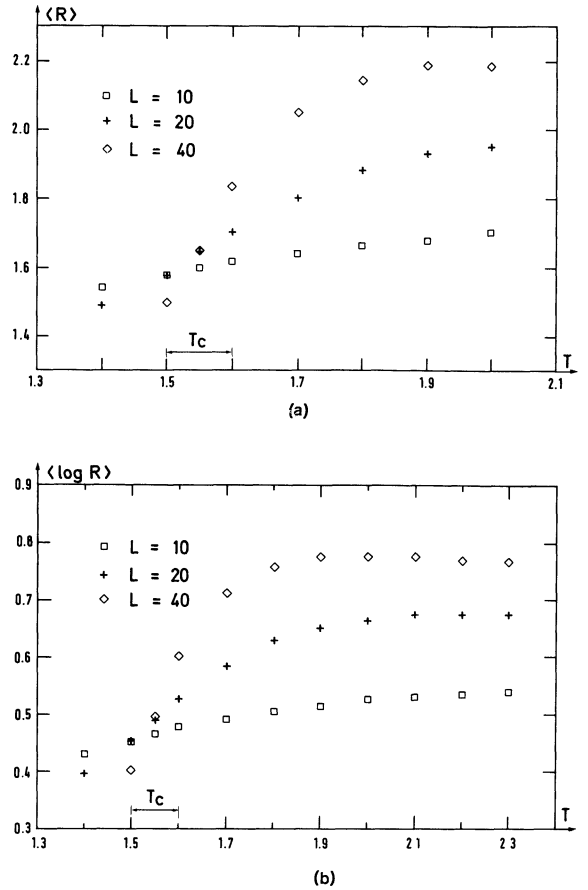 ⟨R⟩
2.2
2.0
1.8
1.6
1.4
□ L = 10
+ L = 20
◇ L = 40
Tc
1.3 1.5 1.7 1.9 2.1
T
(a)
⟨log R⟩
0.9
0.8
0.7
0.6
0.5
0.4
0.3
□ L = 10
+ L = 20
◇ L = 40
Tc
1.3 1.5 1.7 1.9 2.1 2.3
T
(b)